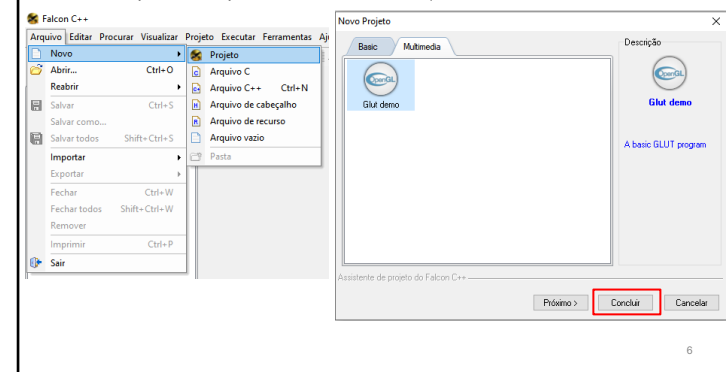 Falcon C++
Arquivo Editar Procurar Visualizar Projeto Executar Ferramentas
Novo
Abrir... Ctrl+O
Reabrir
Salvar Ctrl+S
Salvar como...
Salvar todos Shift+Ctrl+S
Importar
Exportar
Fechar Ctrl+W
Fechar todos Shift+Ctrl+W
Remover
Imprimir Ctrl+P
Sair
Projeto
Arquivo C
Arquivo C++ Ctrl+N
Arquivo de cabeçalho
Arquivo de recurso
Arquivo vazio
Pasta
Novo Projeto
Basic Multimedia
OpenGL
Glut demo
Descrição
OpenGL
Glut demo
A basic GLUT program
Assistente de projeto do Falcon C++
Próximo > Concluir Cancelar
6